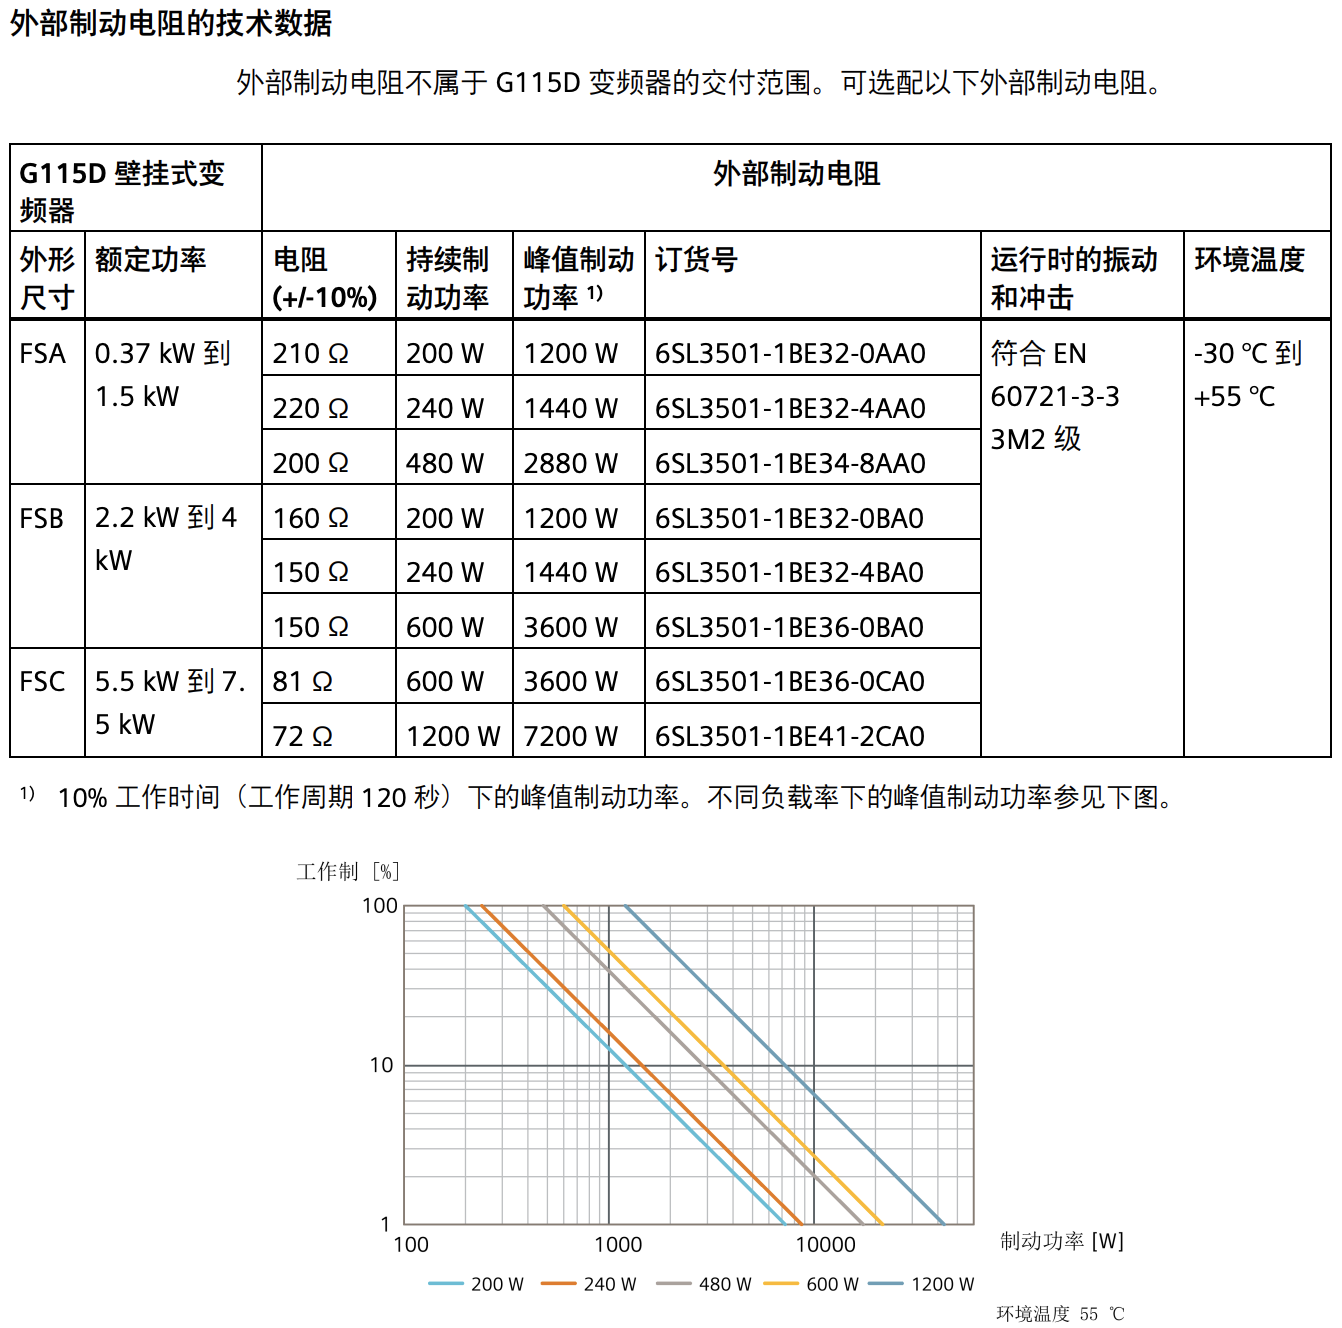 外部制动电阻的技术数据
外部制动电阻不属于 G115D 变频器的交付范围。可选配以下外部制动电阻。
G115D 壁挂式变
频器
外部制动电阻
外形
尺寸
额定功率
电阻
(+/-10%)
持续制
动功率
峰值制动
功率 1)
订货号
运行时的振动
和冲击
环境温度
FSA
0.37 kW 到
1.5 kW
210 Ω
200 W
1200 W
6SL3501-1BE32-0AA0
符合 EN
60721-3-3
3M2 级
-30 ℃ 到
+55 ℃
220 Ω
240 W
1440 W
6SL3501-1BE32-4AA0
200 Ω
480 W
2880 W
6SL3501-1BE34-8AA0
FSB
2.2 kW 到 4
kW
160 Ω
200 W
1200 W
6SL3501-1BE32-0BA0
150 Ω
240 W
1440 W
6SL3501-1BE32-4BA0
150 Ω
600 W
3600 W
6SL3501-1BE36-0BA0
FSC
5.5 kW 到 7.
5 kW
81 Ω
600 W
3600 W
6SL3501-1BE36-0CA0
72 Ω
1200 W
7200 W
6SL3501-1BE41-2CA0
1) 10% 工作时间（工作周期 120 秒）下的峰值制动功率。不同负载率下的峰值制动功率参见下图。
工作制 [%]
100
10
1
100
1000
10000
制动功率 [W]
200 W
240 W
480 W
600 W
1200 W
环境温度 55 ℃